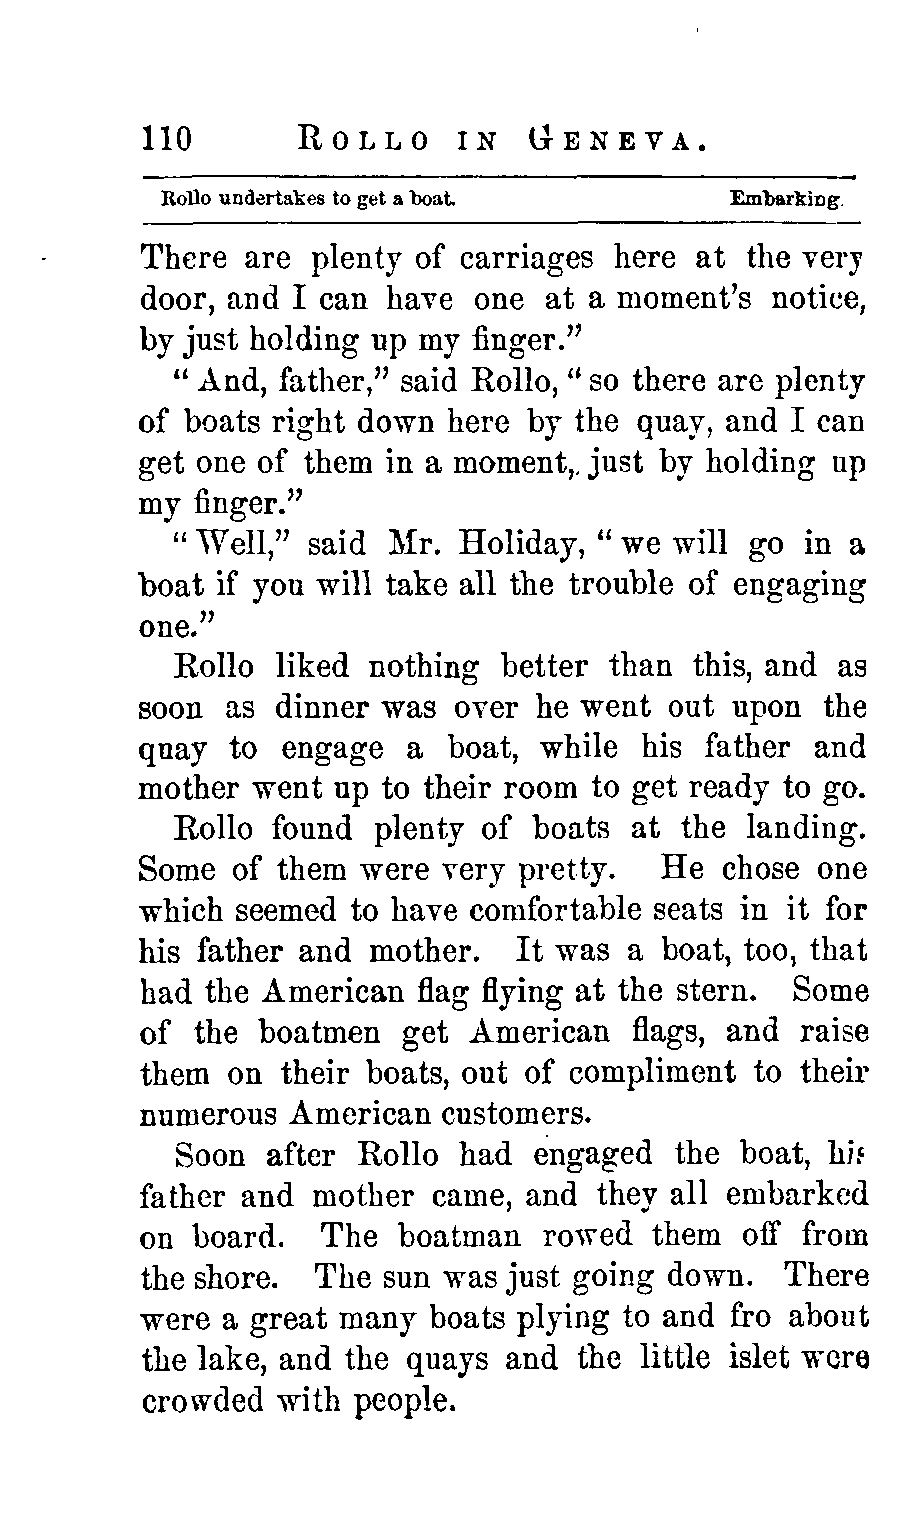 110 ROLLO IN GENEVA.
Rollo undertakes to get a boat. Embarking.
There are plenty of carriages here at the very
door, and I can have one at a moment's notice,
by just holding up my finger."
"And, father," said Rollo, "so there are plenty
of boats right down here by the quay, and I can
get one of them in a moment, just by holding up
my finger."
"Well," said Mr. Holiday, "we will go in a
boat if you will take all the trouble of engaging
one."
Rollo liked nothing better than this, and as
soon as dinner was over he went out upon the
quay to engage a boat, while his father and
mother went up to their room to get ready to go.
Rollo found plenty of boats at the landing.
Some of them were very pretty. He chose one
which seemed to have comfortable seats in it for
his father and mother. It was a boat, too, that
had the American flag flying at the stern. Some
of the boatmen get American flags, and raise
them on their boats, out of compliment to their
numerous American customers.
Soon after Rollo had engaged the boat, his
father and mother came, and they all embarked
on board. The boatman rowed them off from
the shore. The sun was just going down. There
were a great many boats plying to and fro about
the lake, and the quays and the little islet were
crowded with people.